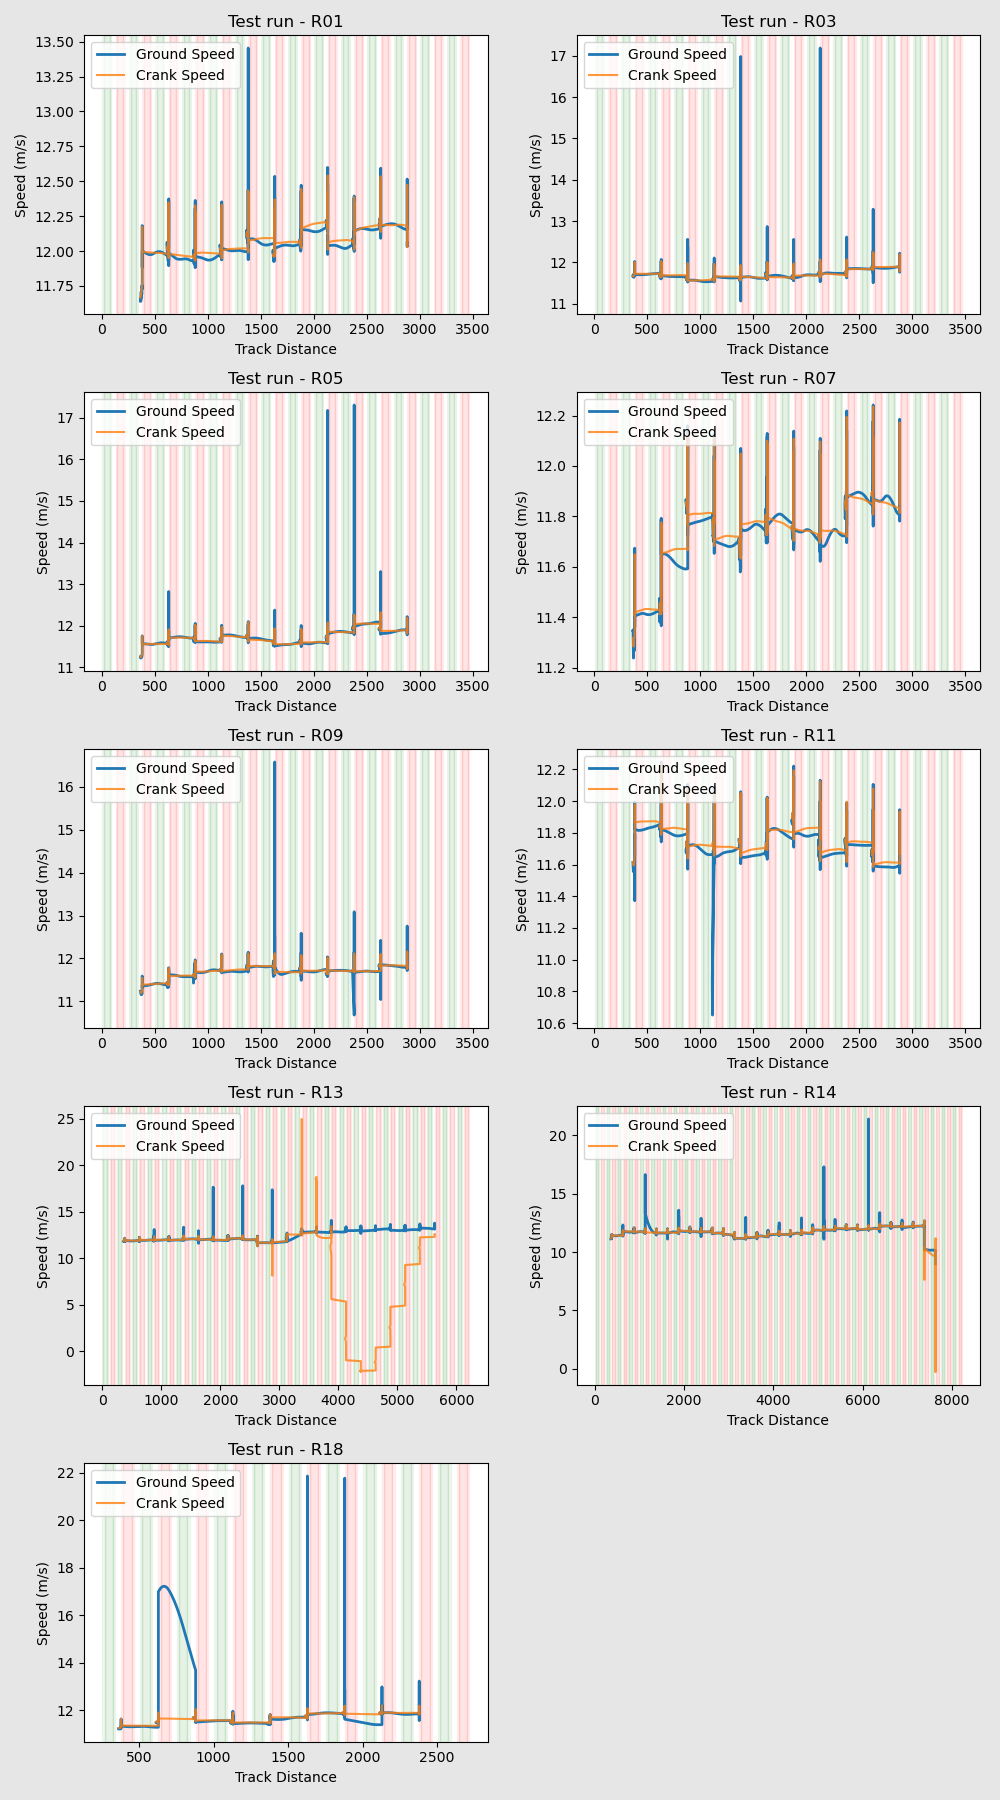 Test run - R01
13.50
13.25
13.00
12.75
12.50
12.25
12.00
11.75
Speed (m/s)
Ground Speed
Crank Speed
0 500 1000 1500 2000 2500 3000 3500
Track Distance
Test run - R03
17
16
15
14
13
12
11
Speed (m/s)
Ground Speed
Crank Speed
0 500 1000 1500 2000 2500 3000 3500
Track Distance
Test run - R05
17
16
15
14
13
12
11
Speed (m/s)
Ground Speed
Crank Speed
0 500 1000 1500 2000 2500 3000 3500
Track Distance
Test run - R07
12.2
12.0
11.8
11.6
11.4
11.2
Speed (m/s)
Ground Speed
Crank Speed
0 500 1000 1500 2000 2500 3000 3500
Track Distance
Test run - R09
16
15
14
13
12
11
Speed (m/s)
Ground Speed
Crank Speed
0 500 1000 1500 2000 2500 3000 3500
Track Distance
Test run - R11
12.2
12.0
11.8
11.6
11.4
11.2
11.0
10.8
10.6
Speed (m/s)
Ground Speed
Crank Speed
0 500 1000 1500 2000 2500 3000 3500
Track Distance
Test run - R13
25
20
15
10
5
0
Speed (m/s)
Ground Speed
Crank Speed
0 1000 2000 3000 4000 5000 6000
Track Distance
Test run - R14
20
15
10
5
0
Speed (m/s)
Ground Speed
Crank Speed
0 2000 4000 6000 8000
Track Distance
Test run - R18
22
20
18
16
14
12
Speed (m/s)
Ground Speed
Crank Speed
500 1000 1500 2000 2500
Track Distance